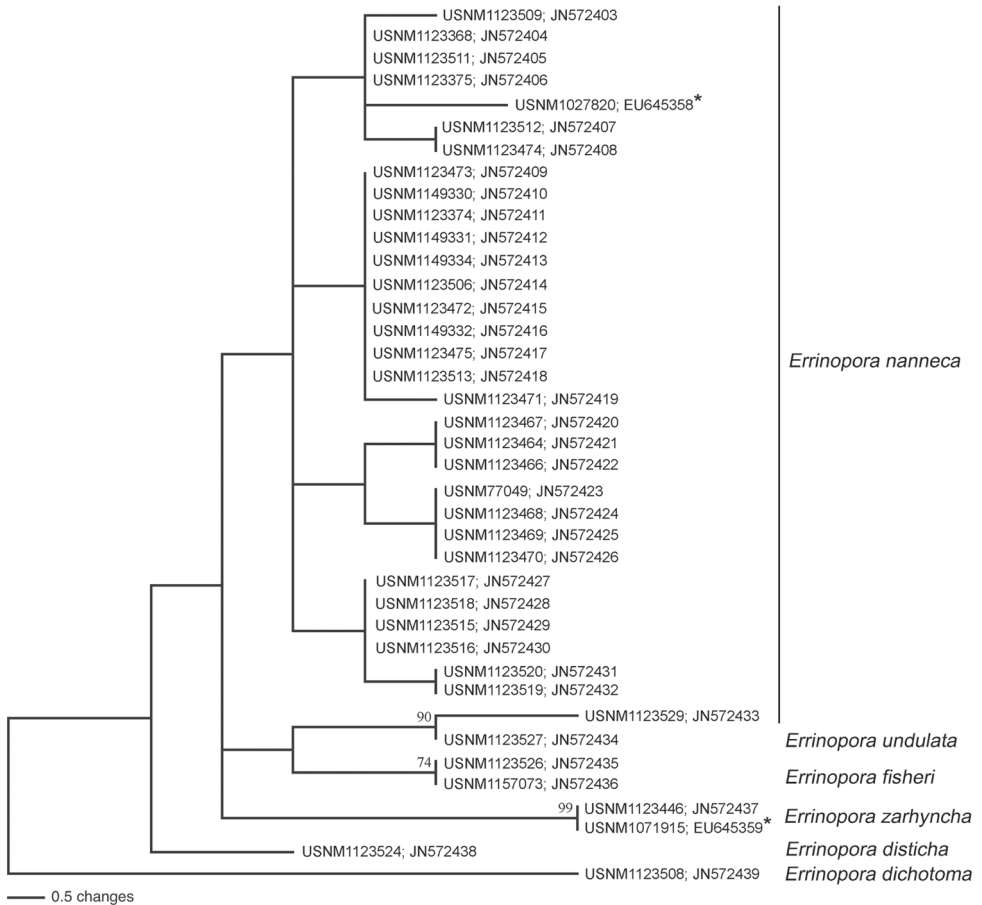 USNM1123509; JN572403
USNM1123368; JN572404
USNM1123511; JN572405
USNM1123375; JN572406
USNM1027820; EU645358*
USNM1123512; JN572407
USNM1123474; JN572408
USNM1123473; JN572409
USNM1149330; JN572410
USNM1123374; JN572411
USNM1149331; JN572412
USNM1149334; JN572413
USNM1123506; JN572414
USNM1123472; JN572415
USNM1149332; JN572416
USNM1123475; JN572417
Errinopora nanneca
USNM1123513; JN572418
USNM1123471; JN572419
USNM1123467; JN572420
USNM1123464; JN572421
USNM1123466; JN572422
USNM77049; JN572423
USNM1123468; JN572424
USNM1123469; JN572425
USNM1123470; JN572426
USNM1123517; JN572427
USNM1123518; JN572428
USNM1123515; JN572429
USNM1123516; JN572430
USNM1123520; JN572431
USNM1123519; JN572432
90
USNM1123529; JN572433
USNM1123527; JN572434
Errinopora undulata
74
USNM1123526; JN572435
USNM1157073; JN572436
Errinopora fisheri
99
USNM1123446; JN572437
USNM1071915; EU645359*
Errinopora zarhyncha
USNM1123524; JN572438
Errinopora disticha
USNM1123508; JN572439
Errinopora dichotoma
0.5 changes